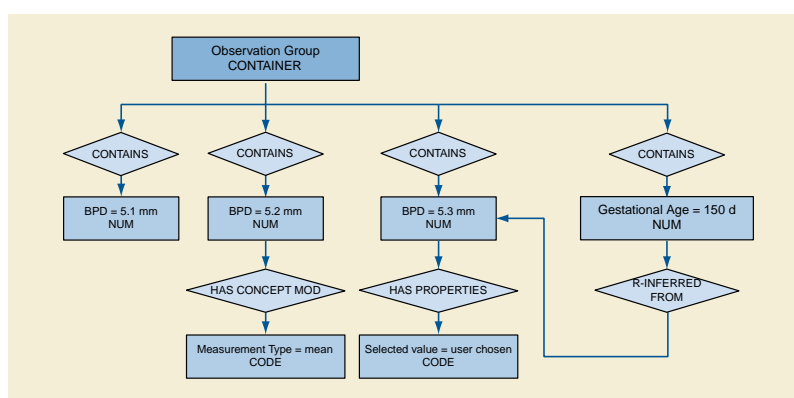 Observation Group
CONTAINER
CONTAINS
CONTAINS
CONTAINS
CONTAINS
BPD = 5.1 mm
NUM
BPD = 5.2 mm
NUM
BPD = 5.3 mm
NUM
Gestational Age = 150 d
NUM
HAS CONCEPT MOD
HAS PROPERTIES
R-INFERRED
FROM
Measurement Type = mean
CODE
Selected value = user chosen
CODE